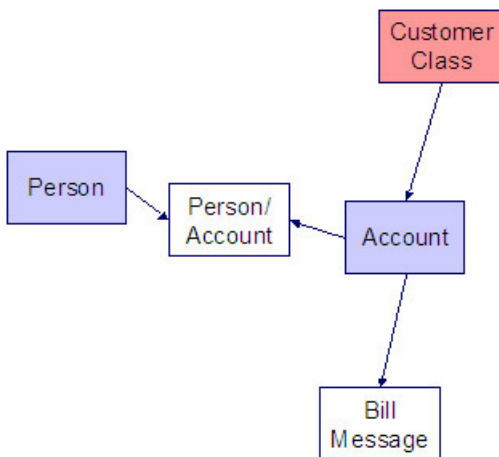 Customer
Class
Person
Person/
Account
Account
Bill
Message